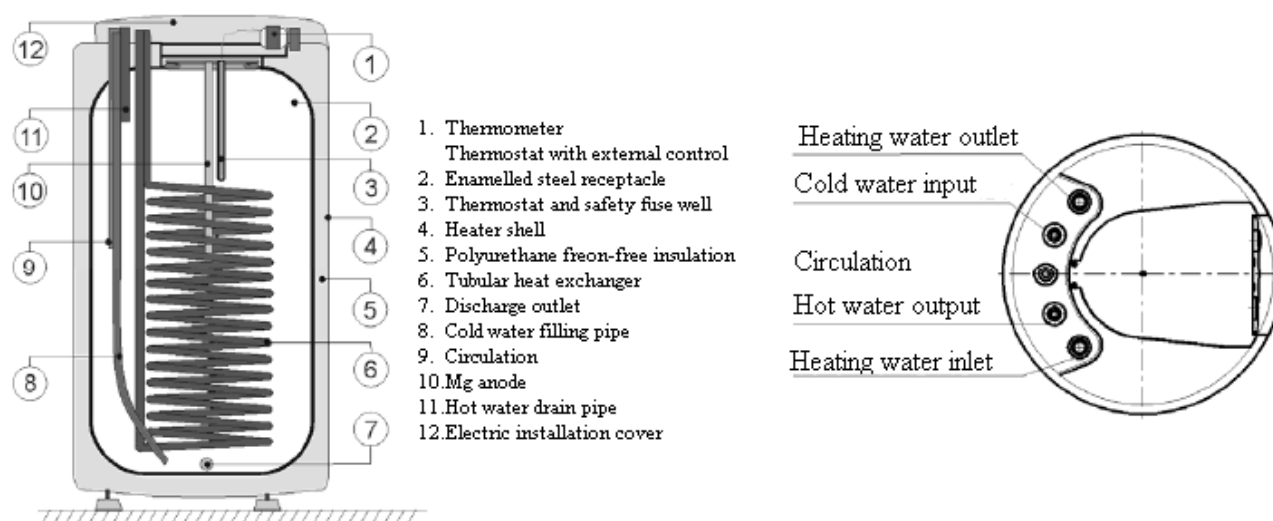 12
1
11
2
10
3
9
4
5
8
6
7
1. Thermometer
Thermostat with external control
2. Enamelled steel receptacle
3. Thermostat and safety fuse well
4. Heater shell
5. Polyurethane freon-free insulation
6. Tubular heat exchanger
7. Discharge outlet
8. Cold water filling pipe
9. Circulation
10.Mg anode
11.Hot water drain pipe
12.Electric installation cover
Heating water outlet
Cold water input
Circulation
Hot water output
Heating water inlet